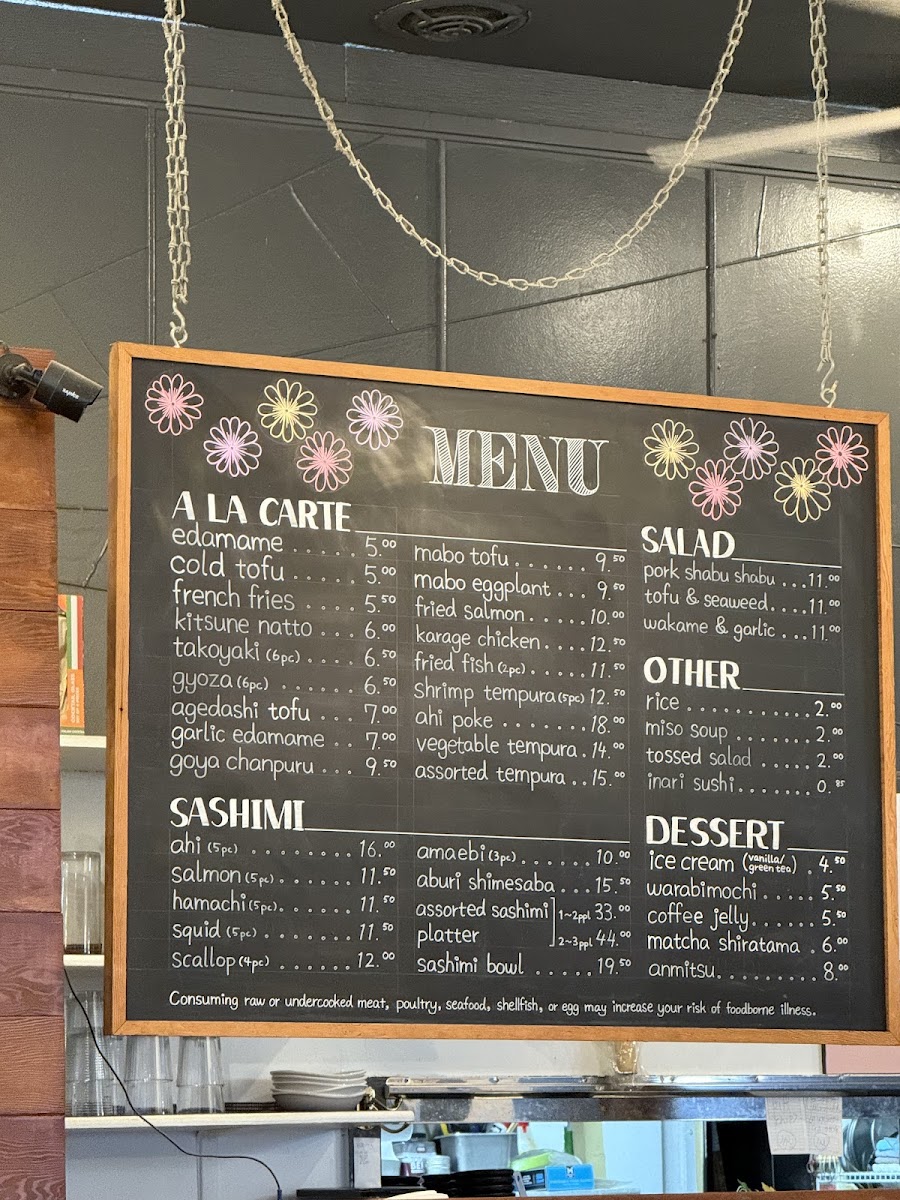 MENU
A LA CARTE
edamame ..... 5.00
cold tofu ..... 5.00
french fries .... 5.50
kitsune natto ... 6.00
takoyaki (6pc) .... 6.50
gyoza (6pc) ...... 6.50
agedashi tofu ... 7.00
garlic edamame .. 7.00
goya chanpuru ... 9.50
mabo tofu ...... 9.50
mabo eggplant ... 9.50
fried salmon ..... 10.00
karage chicken .... 12.50
fried fish (2pc) ..... 11.50
shrimp tempura (5pc) 12.50
ahi poke ....... 18.00
vegetable tempura . 14.00
assorted tempura .. 15.00
SASHIMI
ahi (5pc) ........ 16.00
salmon (5pc) ...... 11.50
hamachi (5pc) ...... 11.50
squid (5pc) ....... 11.50
scallop (4pc) ...... 12.00
amaebi (3pc) ...... 10.00
aburi shimesaba ... 15.50
assorted sashimi 1~2ppl 33.00
platter 2~3ppl 44.00
sashimi bowl ..... 19.50
SALAD
pork shabu shabu ... 11.00
tofu & seaweed .... 11.00
wakame & garlic ... 11.00
OTHER
rice ........... 2.00
miso soup ....... 2.00
tossed salad ..... 2.00
inari sushi ....... 0.85
DESSERT
ice cream (vanilla/
green tea) . 4.50
warabimochi ..... 5.50
coffee jelly ...... 5.50
matcha shiratama . 6.00
anmitsu ........ 8.00
Consuming raw or undercooked meat, poultry, seafood, shellfish, or egg may increase your risk of foodborne illness.